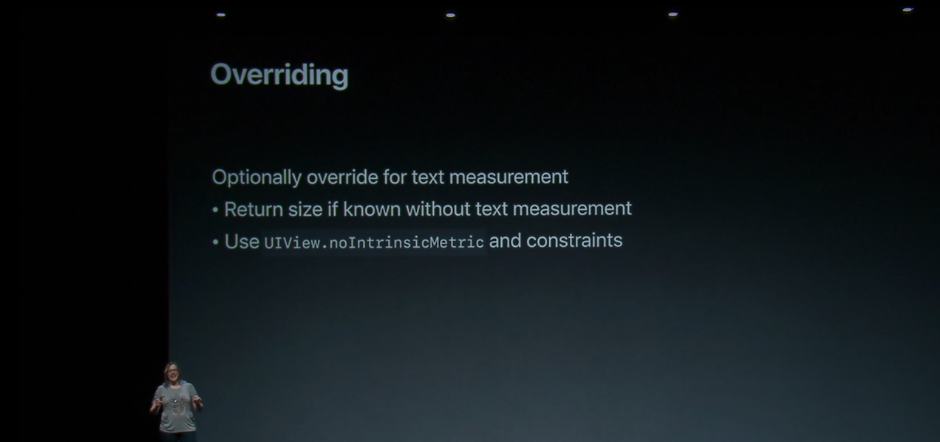 Overriding
Optionally override for text measurement
• Return size if known without text measurement
• Use UIView.noIntrinsicMetric and constraints